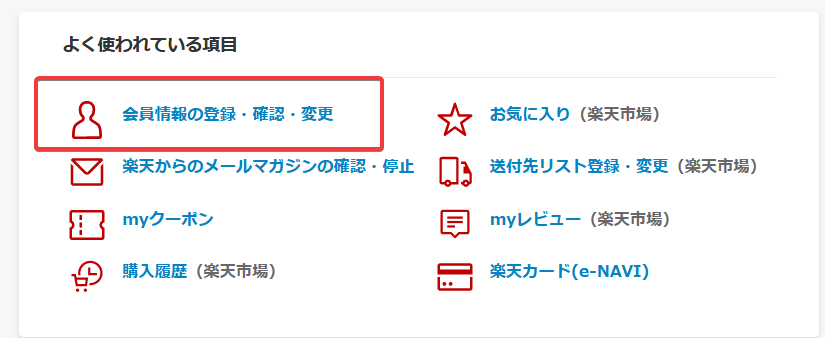 よく使われている項目
会員情報の登録・確認・変更
お気に入り（楽天市場）
楽天からのメールマガジンの確認・停止
送付先リスト登録・変更（楽天市場）
myクーポン
myレビュー（楽天市場）
購入履歴（楽天市場）
楽天カード(e-NAVI)